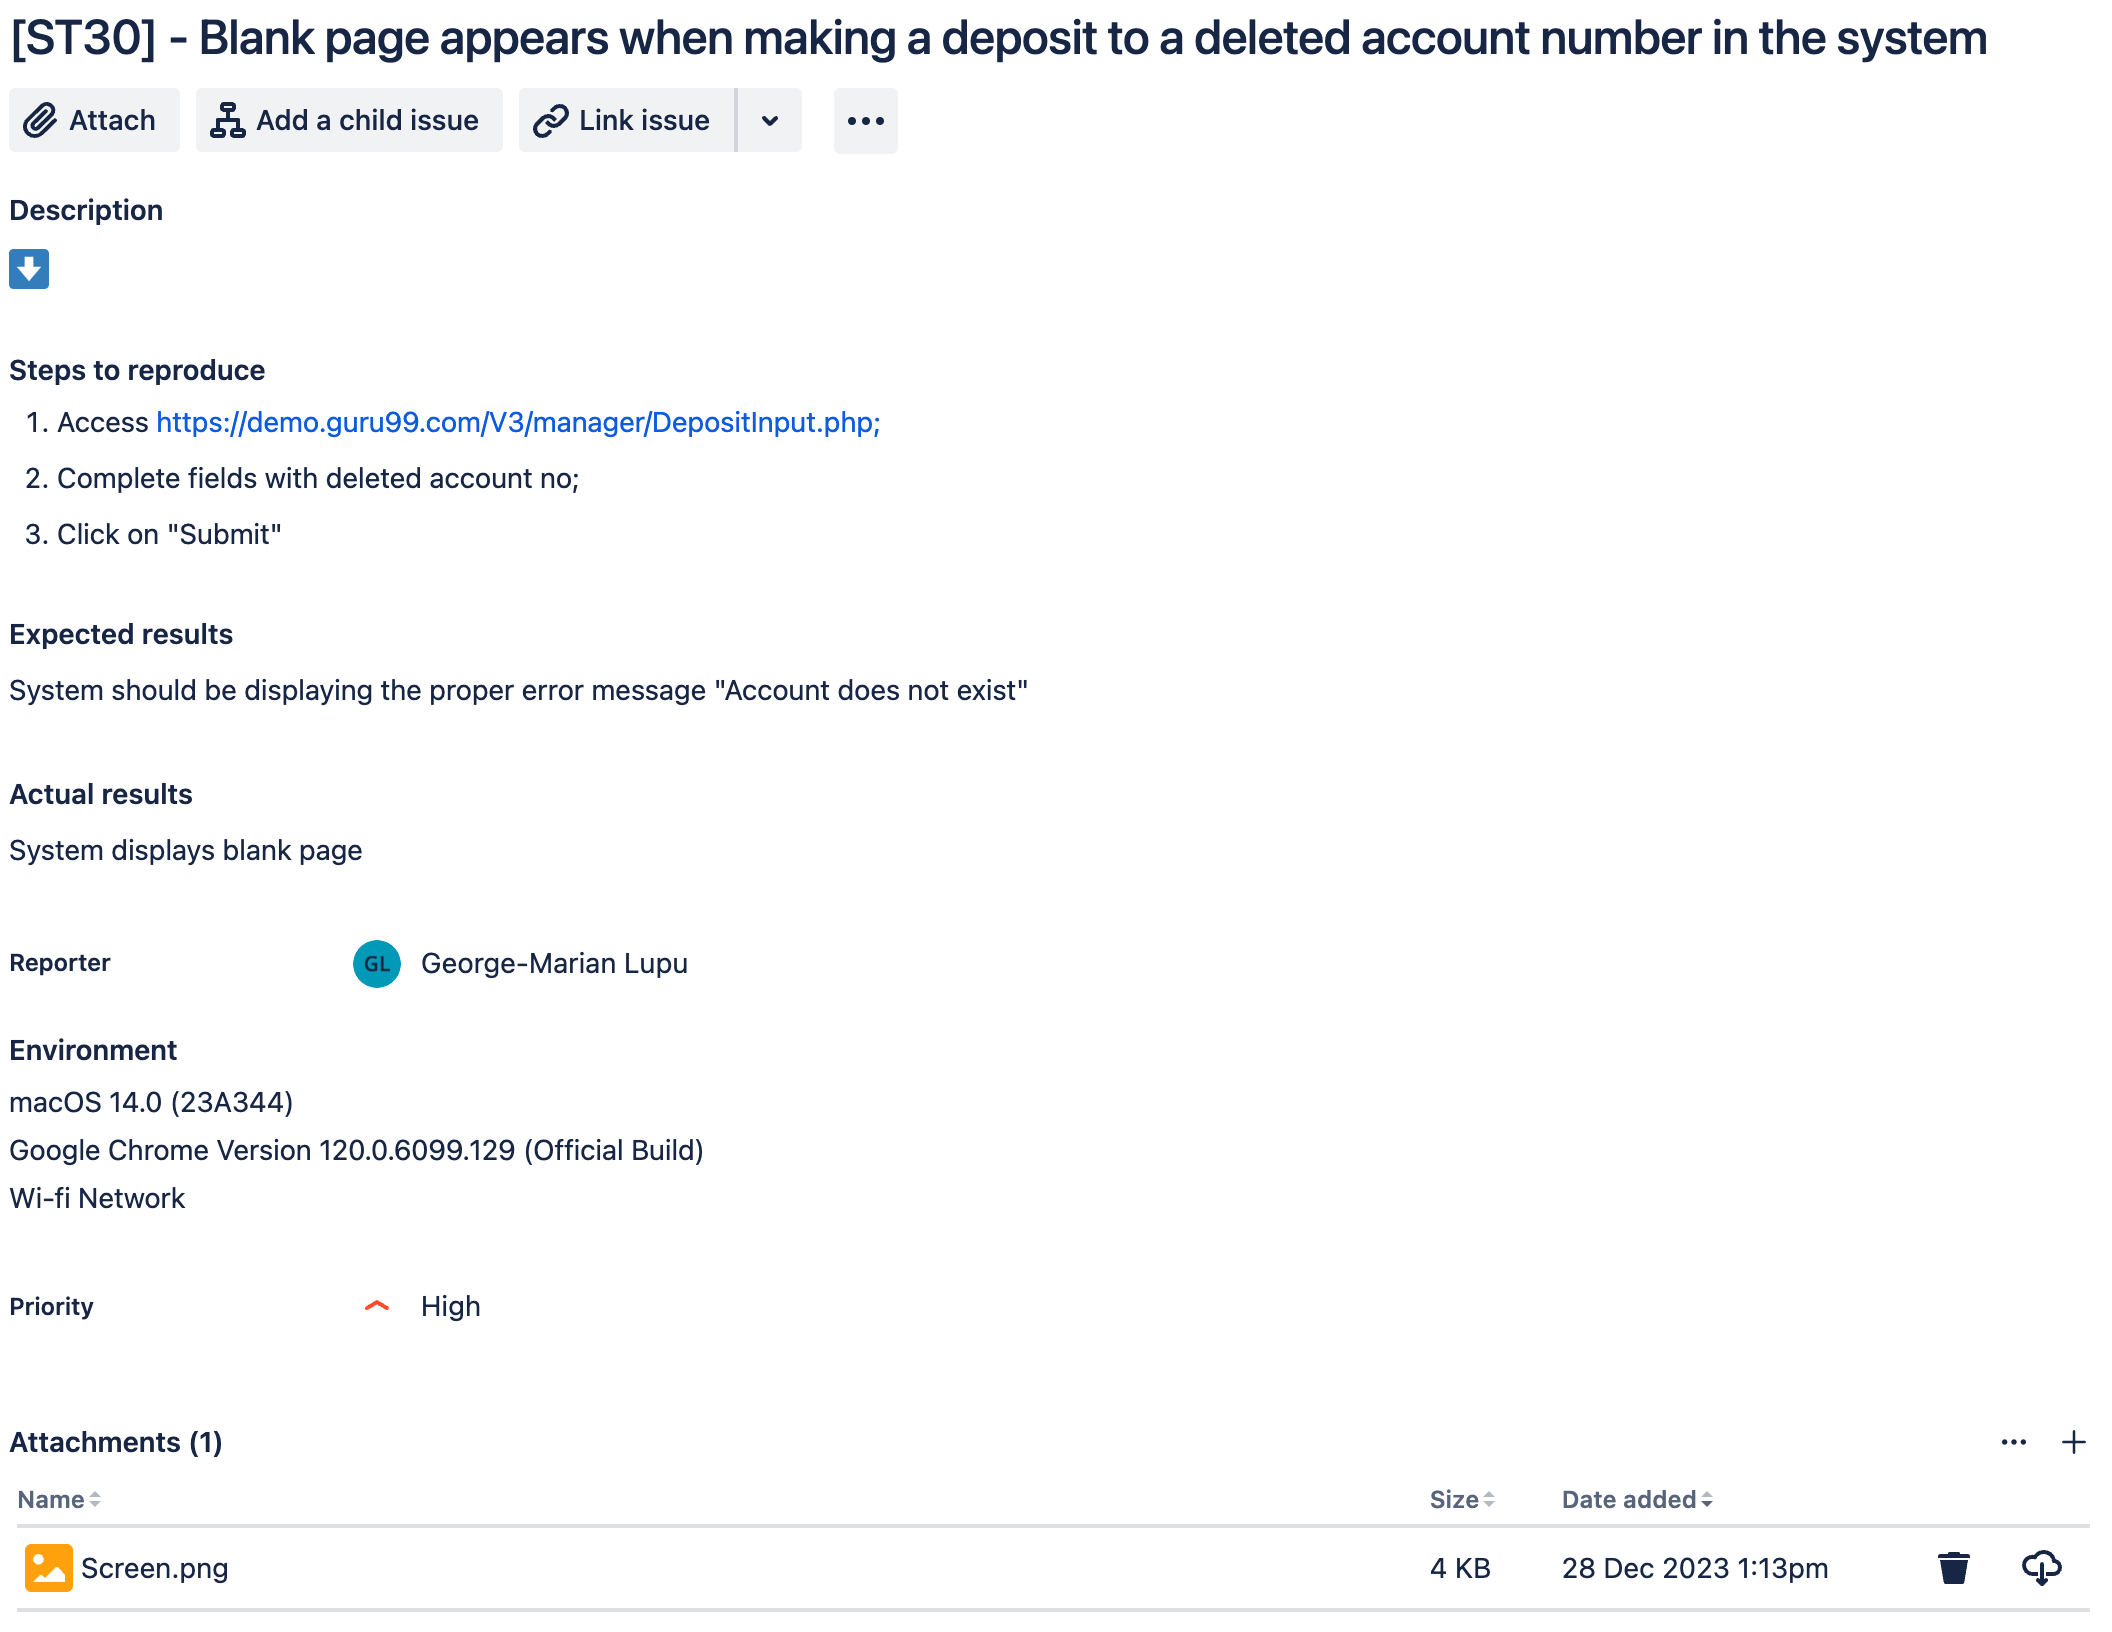 [ST30] - Blank page appears when making a deposit to a deleted account number in the system
Attach Add a child issue Link issue
Description
Steps to reproduce
1. Access https://demo.guru99.com/V3/manager/DepositInput.php;
2. Complete fields with deleted account no;
3. Click on "Submit"
Expected results
System should be displaying the proper error message "Account does not exist"
Actual results
System displays blank page
Reporter GL George-Marian Lupu
Environment
macOS 14.0 (23A344)
Google Chrome Version 120.0.6099.129 (Official Build)
Wi-fi Network
Priority High
Attachments (1)
Name Size Date added
Screen.png 4 KB 28 Dec 2023 1:13pm